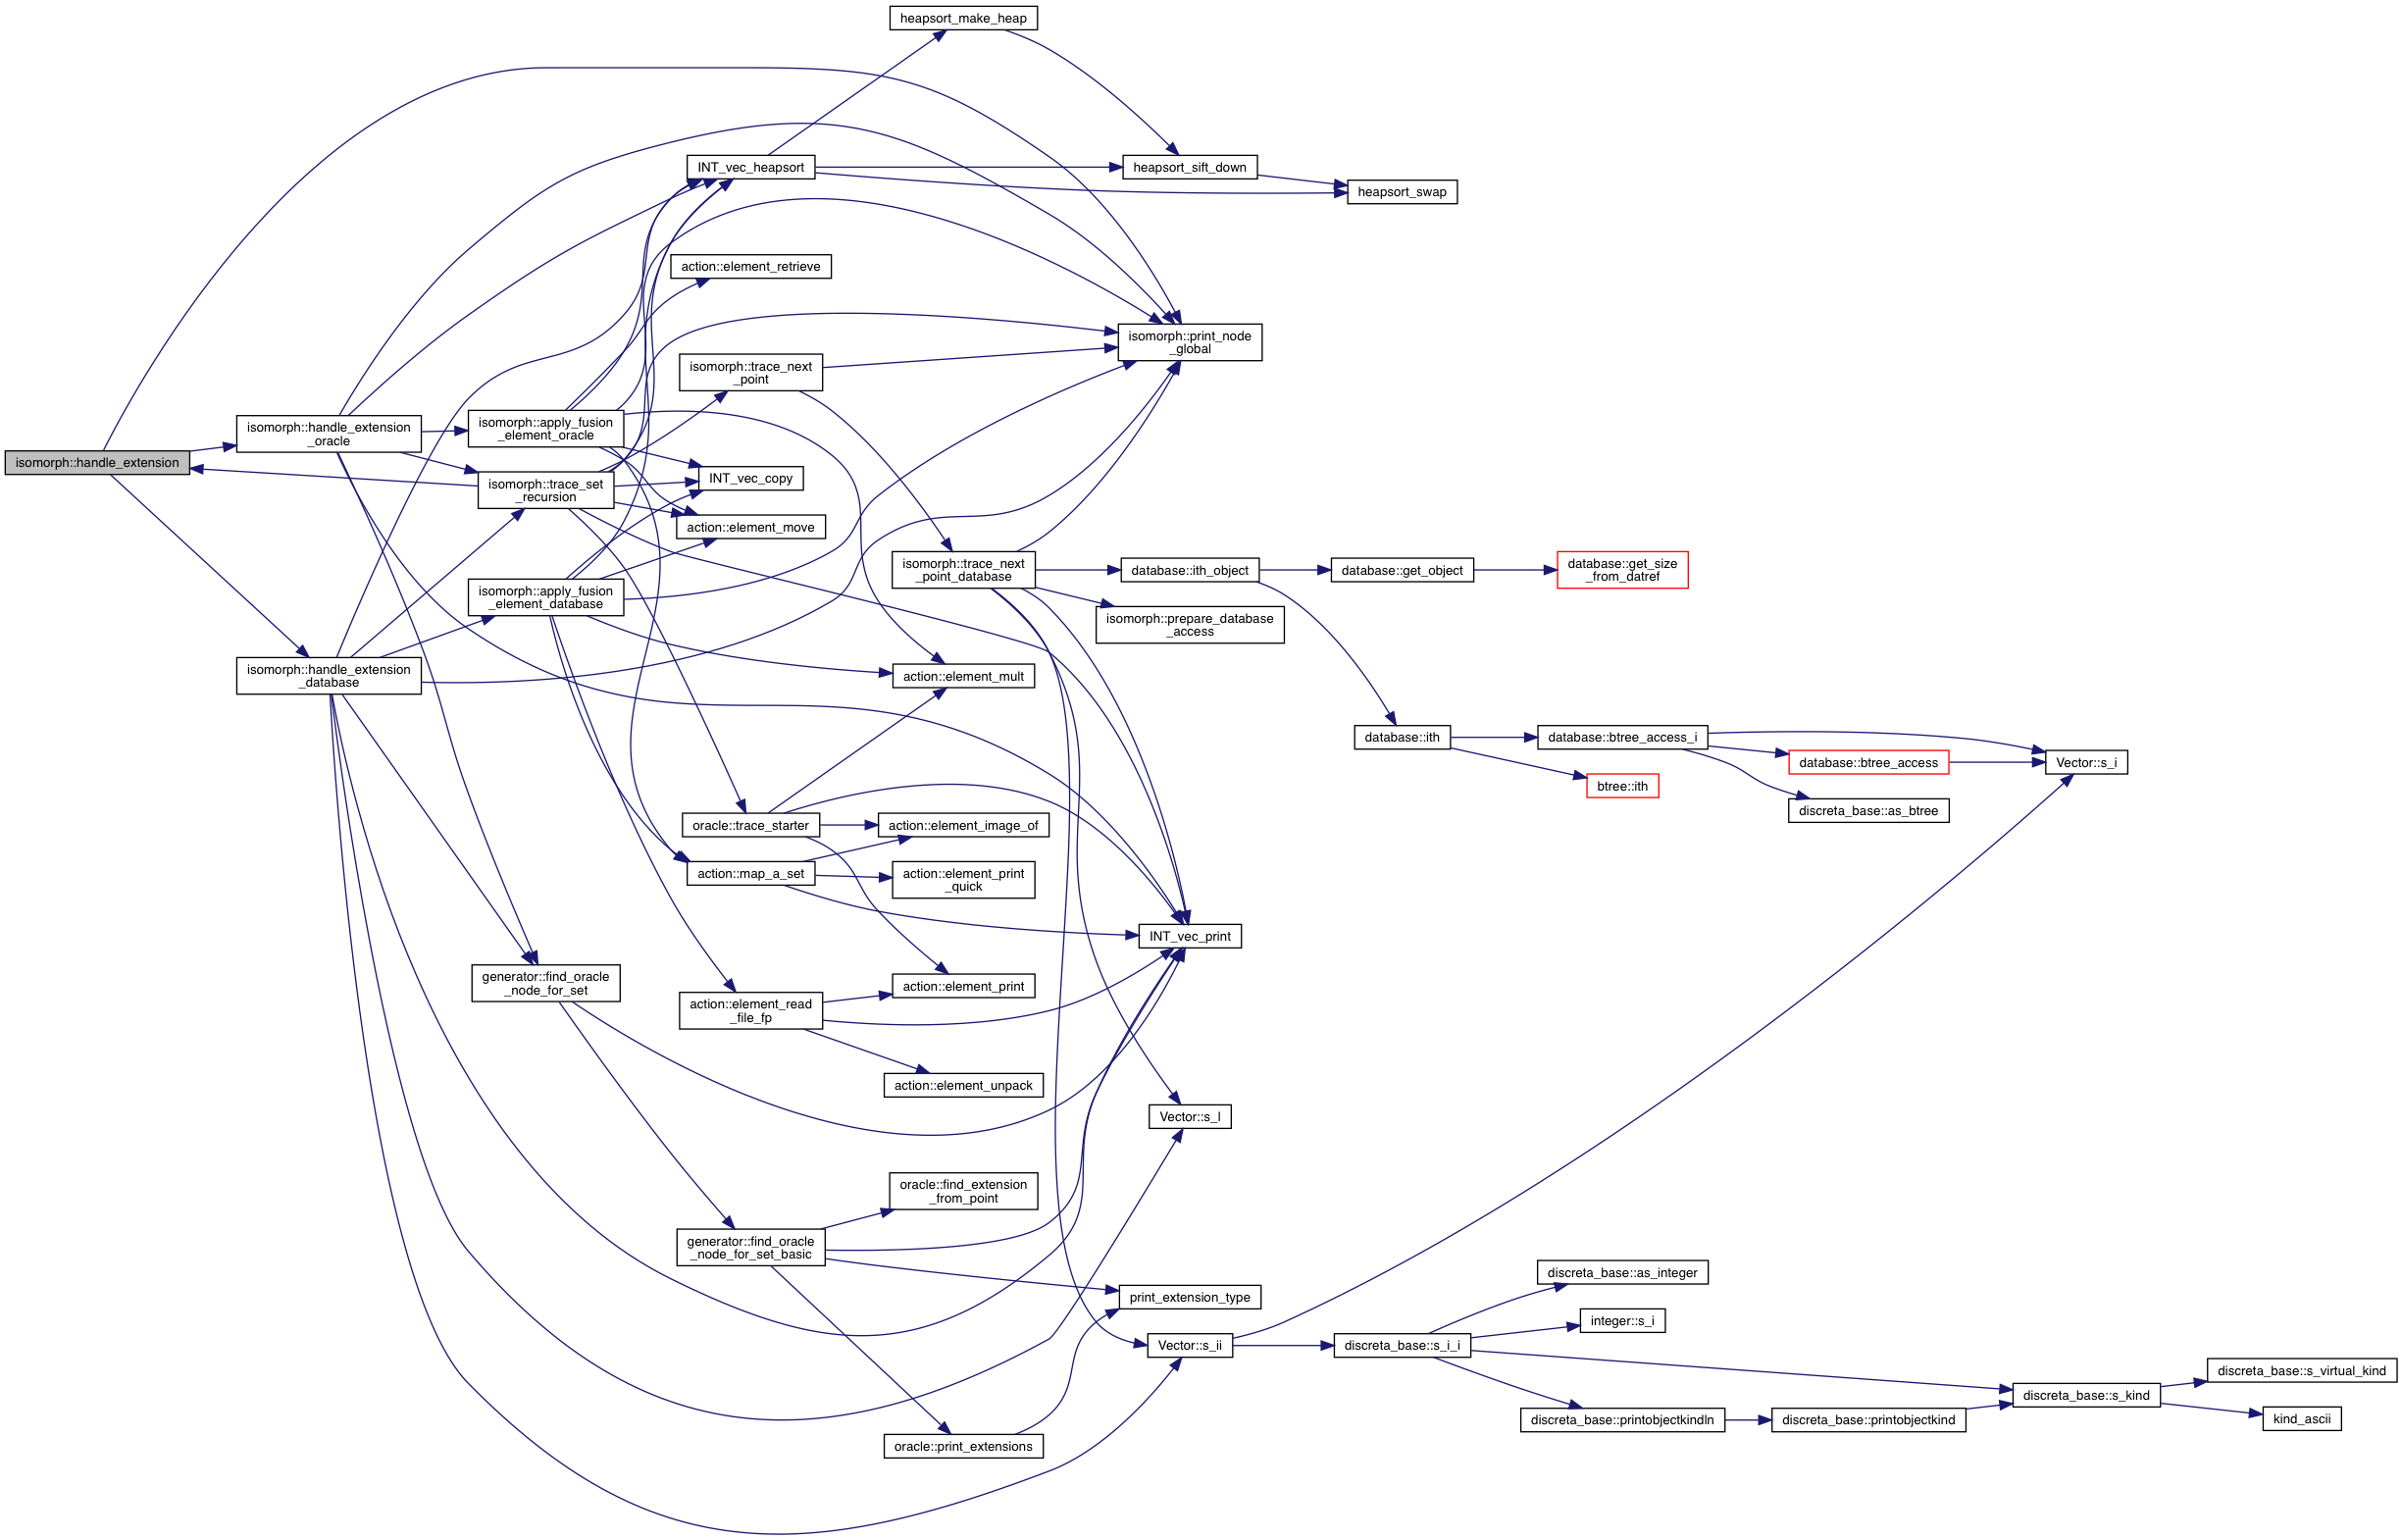 heapsort_make_heap
INT_vec_heapsort
heapsort_sift_down
heapsort_swap
action::element_retrieve
isomorph::print_node
_global
isomorph::trace_next
_point
isomorph::handle_extension
_oracle
isomorph::apply_fusion
_element_oracle
isomorph::handle_extension
isomorph::trace_set
_recursion
INT_vec_copy
action::element_move
isomorph::trace_next
_point_database
database::ith_object
database::get_object
database::get_size
_from_datref
isomorph::apply_fusion
_element_database
isomorph::prepare_database
_access
isomorph::handle_extension
_database
action::element_mult
database::ith
database::btree_access_i
database::btree_access
Vector::s_i
btree::ith
discreta_base::as_btree
oracle::trace_starter
action::element_image_of
action::map_a_set
action::element_print
_quick
INT_vec_print
generator::find_oracle
_node_for_set
action::element_print
action::element_read
_file_fp
action::element_unpack
Vector::s_l
oracle::find_extension
_from_point
generator::find_oracle
_node_for_set_basic
print_extension_type
discreta_base::as_integer
integer::s_i
Vector::s_ii
discreta_base::s_i_i
discreta_base::s_virtual_kind
discreta_base::s_kind
discreta_base::printobjectkindln
discreta_base::printobjectkind
kind_ascii
oracle::print_extensions